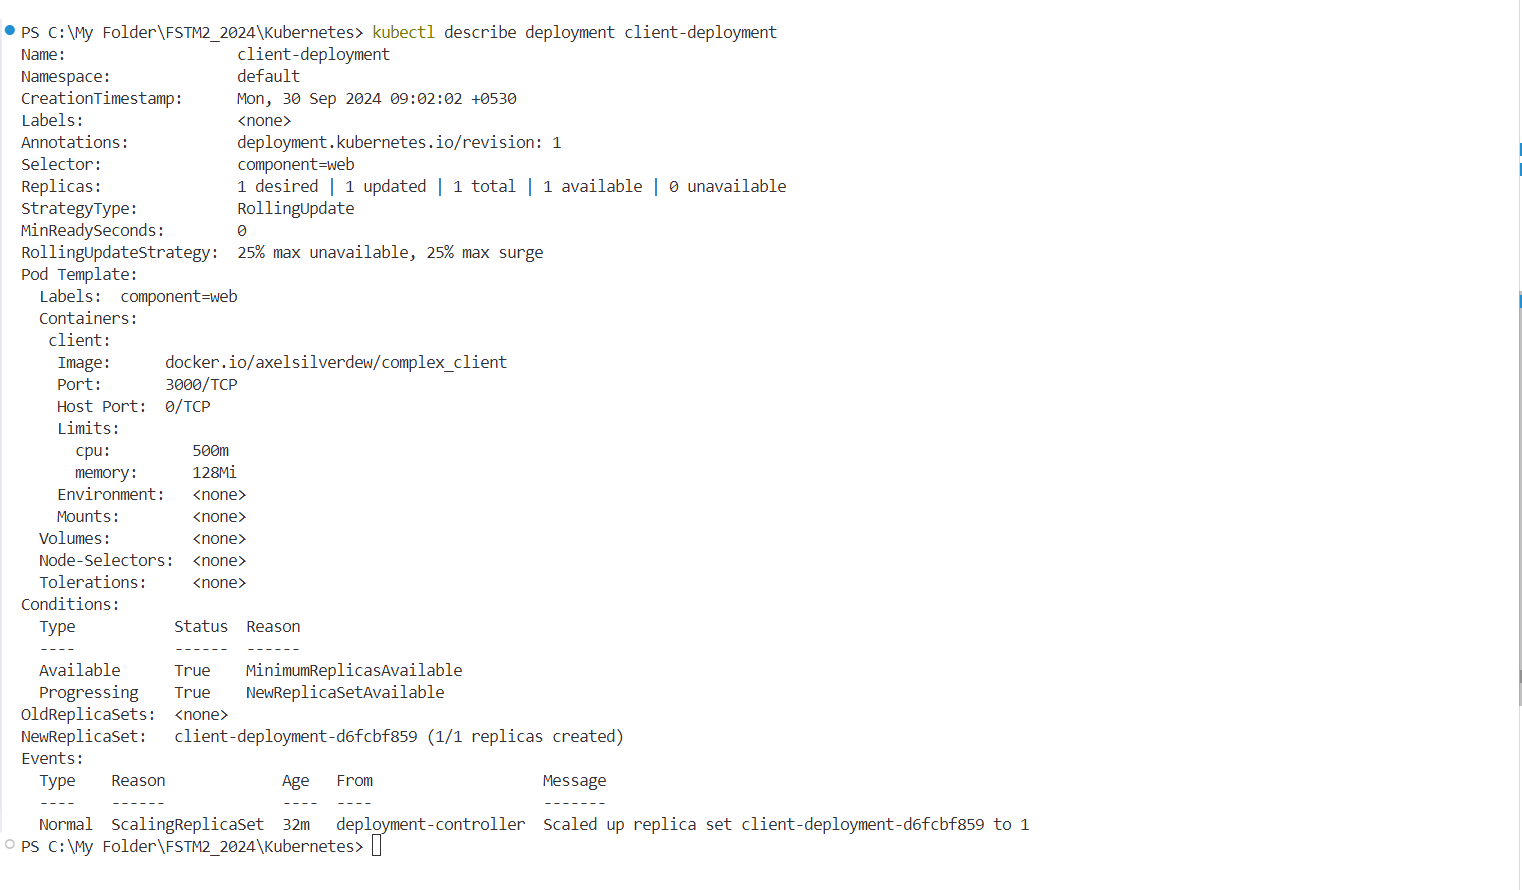 PS C:\My Folder\FSTM2_2024\Kubernetes> kubectl describe deployment client-deployment
Name:                   client-deployment
Namespace:              default
CreationTimestamp:      Mon, 30 Sep 2024 09:02:02 +0530
Labels:                 <none>
Annotations:            deployment.kubernetes.io/revision: 1
Selector:               component=web
Replicas:               1 desired | 1 updated | 1 total | 1 available | 0 unavailable
StrategyType:           RollingUpdate
MinReadySeconds:        0
RollingUpdateStrategy:  25% max unavailable, 25% max surge
Pod Template:
  Labels:  component=web
  Containers:
   client:
    Image:      docker.io/axelsilverdew/complex_client
    Port:       3000/TCP
    Host Port:  0/TCP
    Limits:
      cpu:         500m
      memory:      128Mi
    Environment:   <none>
    Mounts:        <none>
  Volumes:         <none>
  Node-Selectors:  <none>
  Tolerations:     <none>
Conditions:
  Type           Status  Reason
  ----           ------  ------
  Available      True    MinimumReplicasAvailable
  Progressing    True    NewReplicaSetAvailable
OldReplicaSets:  <none>
NewReplicaSet:   client-deployment-d6fcbf859 (1/1 replicas created)
Events:
  Type    Reason             Age   From                   Message
  ----    ------             ----  ----                   -------
  Normal  ScalingReplicaSet  32m   deployment-controller  Scaled up replica set client-deployment-d6fcbf859 to 1
PS C:\My Folder\FSTM2_2024\Kubernetes>